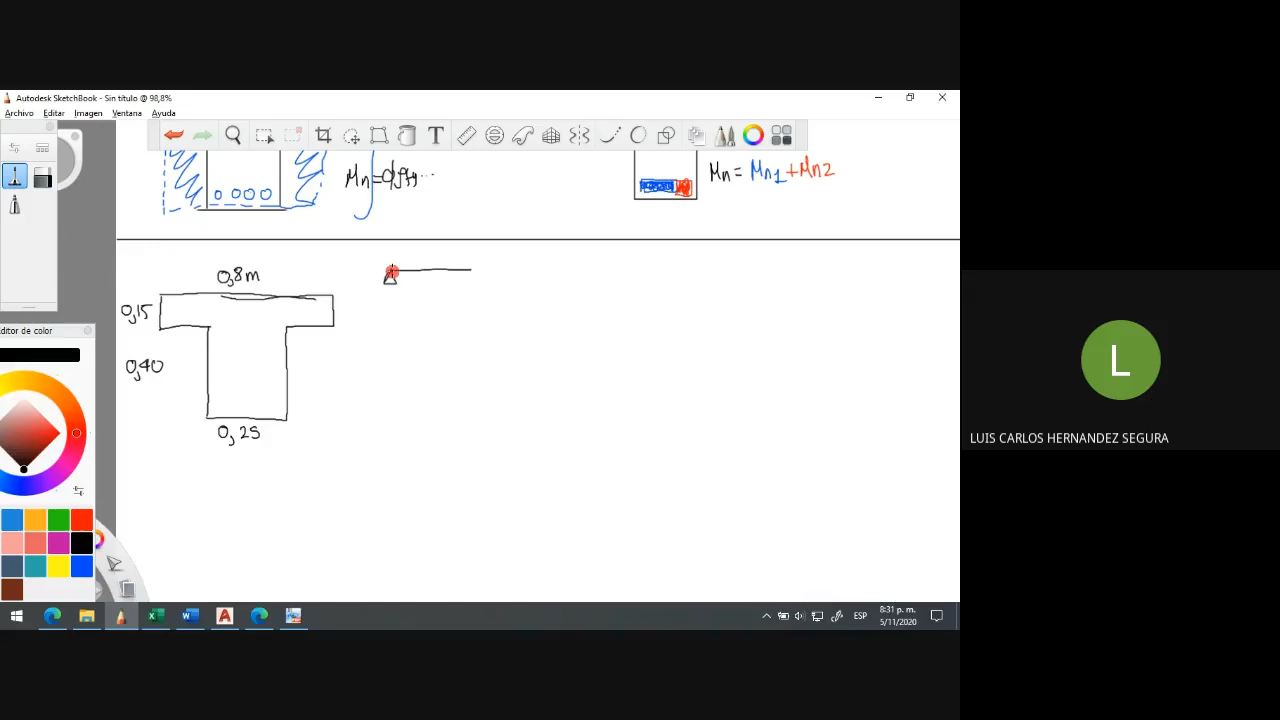 Autodesk SketchBook - Sin título @ 98,8%
Archivo Editar Imagen Ventana Ayuda
T
Mn = Mn1 + Mn2
0,8m
0,15
0,40
0,25
Editor de color
L
LUIS CARLOS HERNANDEZ SEGURA
ESP
8:31 p. m.
5/11/2020